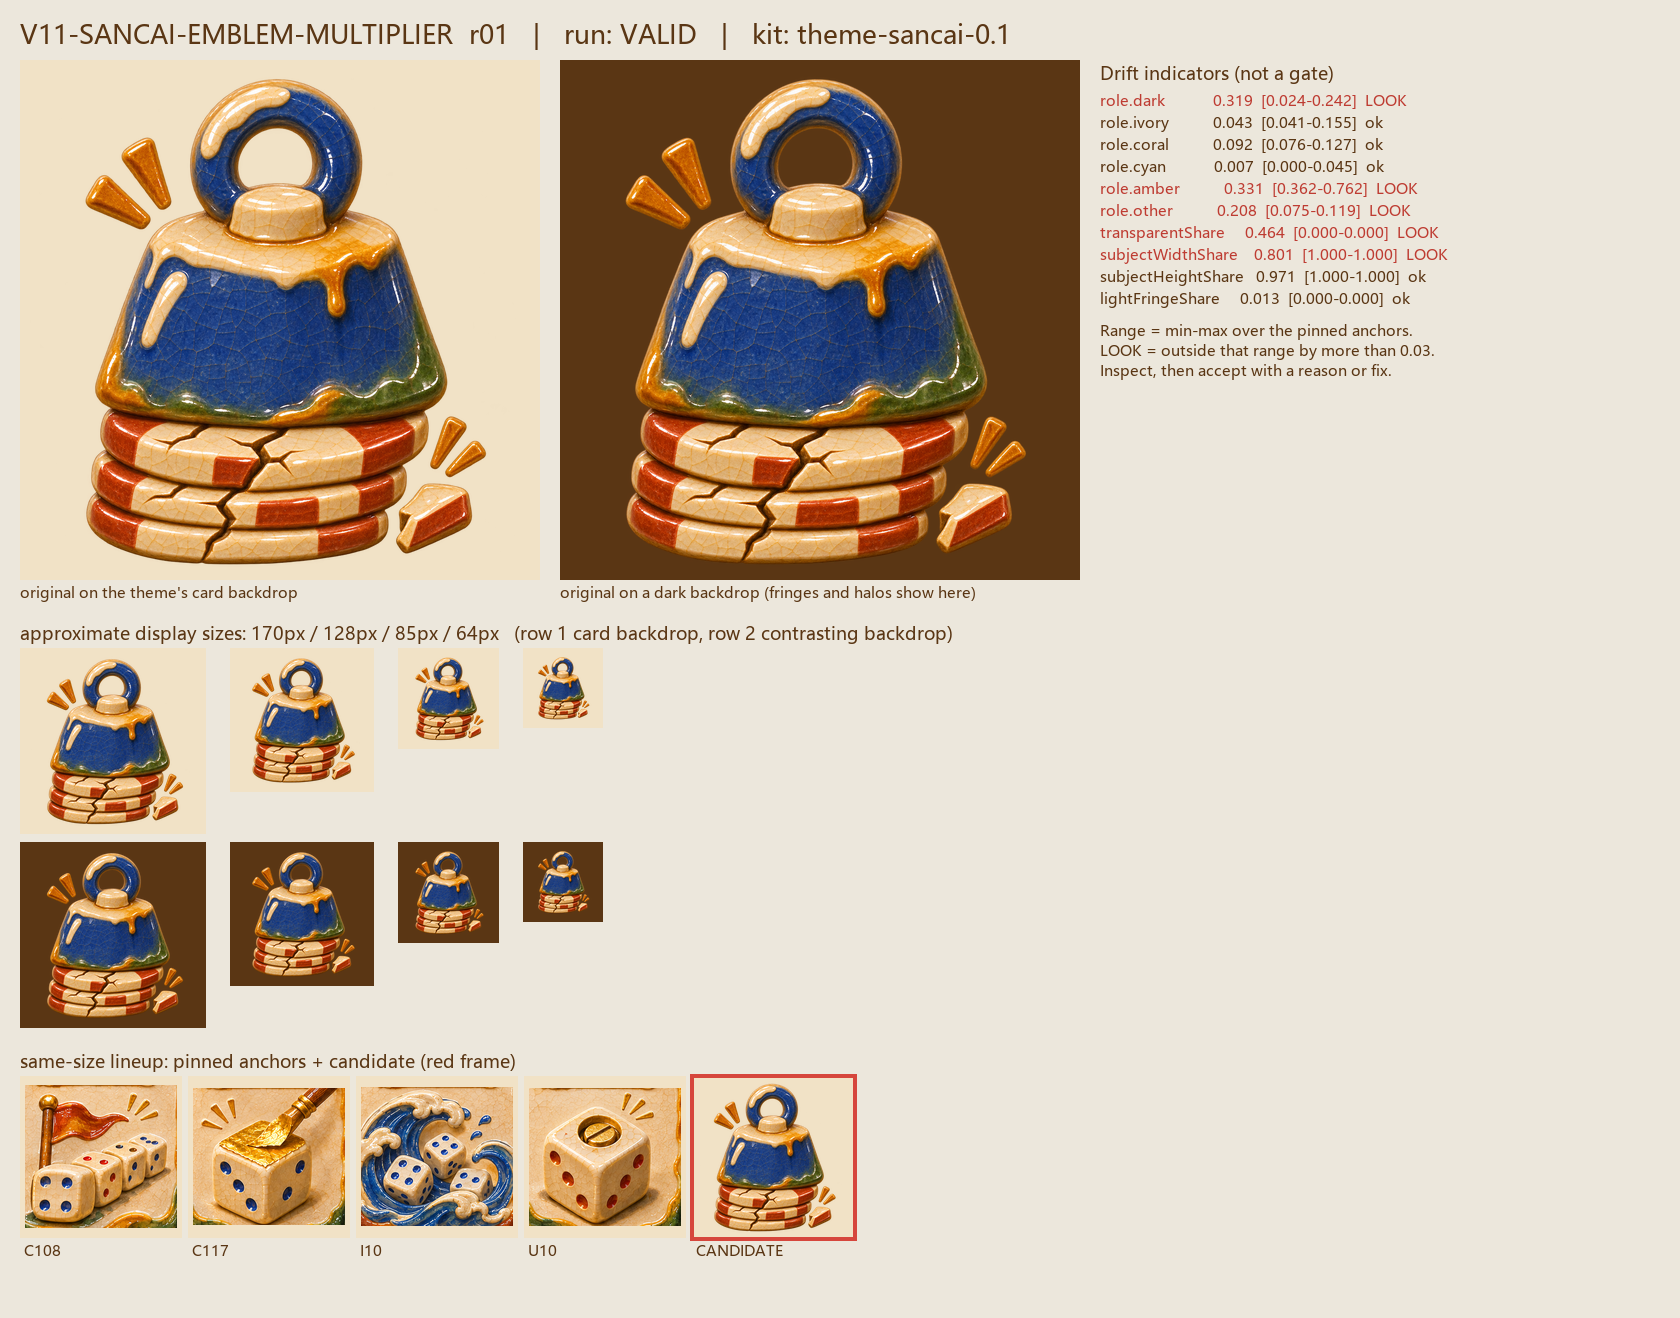 V11-SANCAI-EMBLEM-MULTIPLIER r01 | run: VALID | kit: theme-sancai-0.1
Drift indicators (not a gate)
role.dark 0.319 [0.024-0.242] LOOK
role.ivory 0.043 [0.041-0.155] ok
role.coral 0.092 [0.076-0.127] ok
role.cyan 0.007 [0.000-0.045] ok
role.amber 0.331 [0.362-0.762] LOOK
role.other 0.208 [0.075-0.119] LOOK
transparentShare 0.464 [0.000-0.000] LOOK
subjectWidthShare 0.801 [1.000-1.000] LOOK
subjectHeightShare 0.971 [1.000-1.000] ok
lightFringeShare 0.013 [0.000-0.000] ok
Range = min-max over the pinned anchors.
LOOK = outside that range by more than 0.03.
Inspect, then accept with a reason or fix.
original on the theme's card backdrop
original on a dark backdrop (fringes and halos show here)
approximate display sizes: 170px / 128px / 85px / 64px (row 1 card backdrop, row 2 contrasting backdrop)
same-size lineup: pinned anchors + candidate (red frame)
C108
C117
I10
U10
CANDIDATE